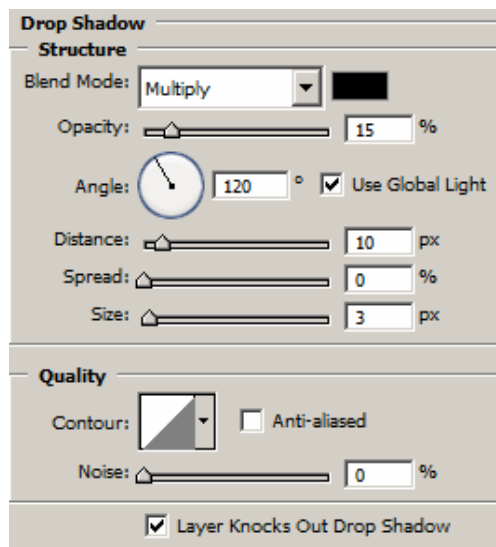 Drop Shadow
Structure
Blend Mode: Multiply
Opacity: 15 %
Angle: 120 ° Use Global Light
Distance: 10 px
Spread: 0 %
Size: 3 px
Quality
Contour: Anti-aliased
Noise: 0 %
Layer Knocks Out Drop Shadow